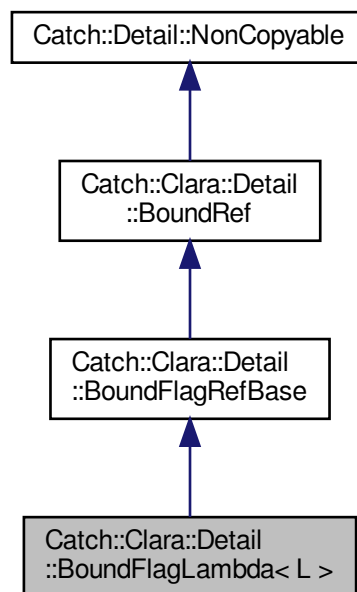 Catch::Detail::NonCopyable
Catch::Clara::Detail
::BoundRef
Catch::Clara::Detail
::BoundFlagRefBase
Catch::Clara::Detail
::BoundFlagLambda< L >